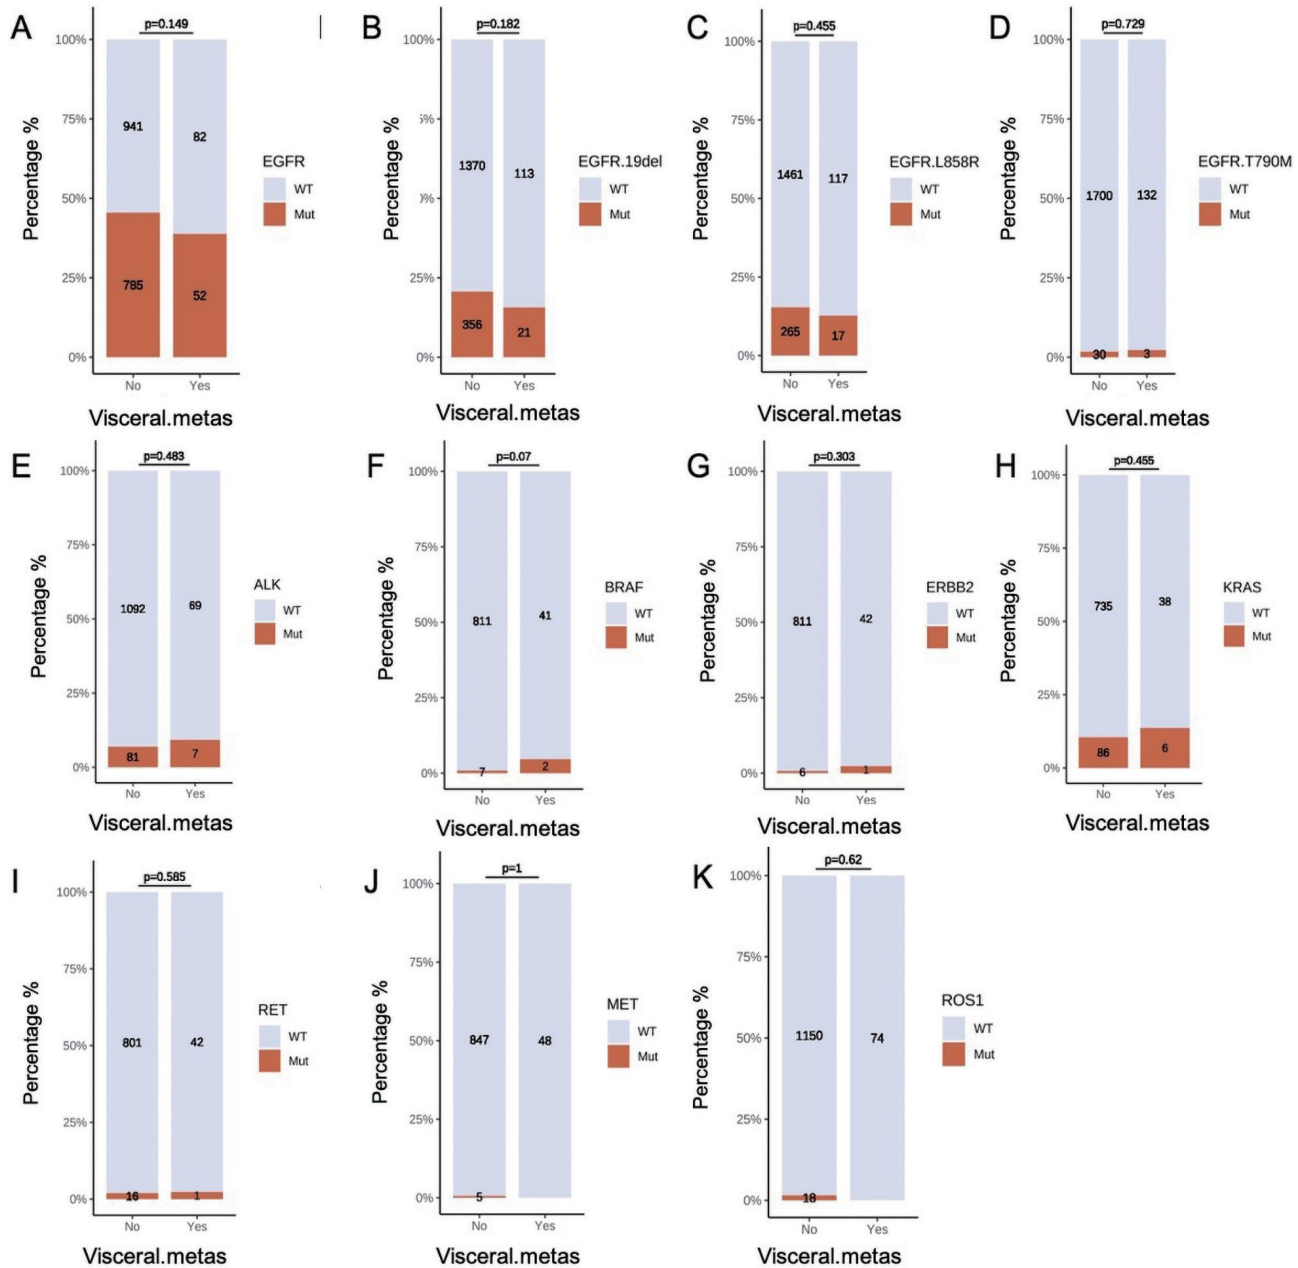 A
p=0.149
100%
75%
50%
25%
0%
Percentage %
941
82
785
52
No
Yes
Visceral.metas
EGFR
WT
Mut
B
p=0.182
100%
5%
)%
25%
0%
Percentage %
1370
113
356
21
No
Yes
Visceral.metas
EGFR.19del
WT
Mut
C
p=0.455
100%
75%
50%
25%
0%
Percentage %
1461
117
265
17
No
Yes
Visceral.metas
EGFR.L858R
WT
Mut
D
p=0.729
100%
75%
50%
25%
0%
Percentage %
1700
132
30
3
No
Yes
Visceral.metas
EGFR.T790M
WT
Mut
E
p=0.483
100%
75%
50%
25%
0%
Percentage %
1092
69
81
7
No
Yes
Visceral.metas
ALK
WT
Mut
F
p=0.07
100%
75%
50%
25%
0%
Percentage %
811
41
7
2
No
Yes
Visceral.metas
BRAF
WT
Mut
G
p=0.303
100%
75%
50%
25%
0%
Percentage %
811
42
6
1
No
Yes
Visceral.metas
ERBB2
WT
Mut
H
p=0.455
100%
75%
50%
25%
0%
Percentage %
735
38
86
6
No
Yes
Visceral.metas
KRAS
WT
Mut
I
p=0.585
100%
75%
50%
25%
0%
Percentage %
801
42
16
1
No
Yes
Visceral.metas
RET
WT
Mut
J
p=1
100%
75%
50%
25%
0%
Percentage %
847
48
5
No
Yes
Visceral.metas
MET
WT
Mut
K
p=0.62
100%
75%
50%
25%
0%
Percentage %
1150
74
18
No
Yes
Visceral.metas
ROS1
WT
Mut